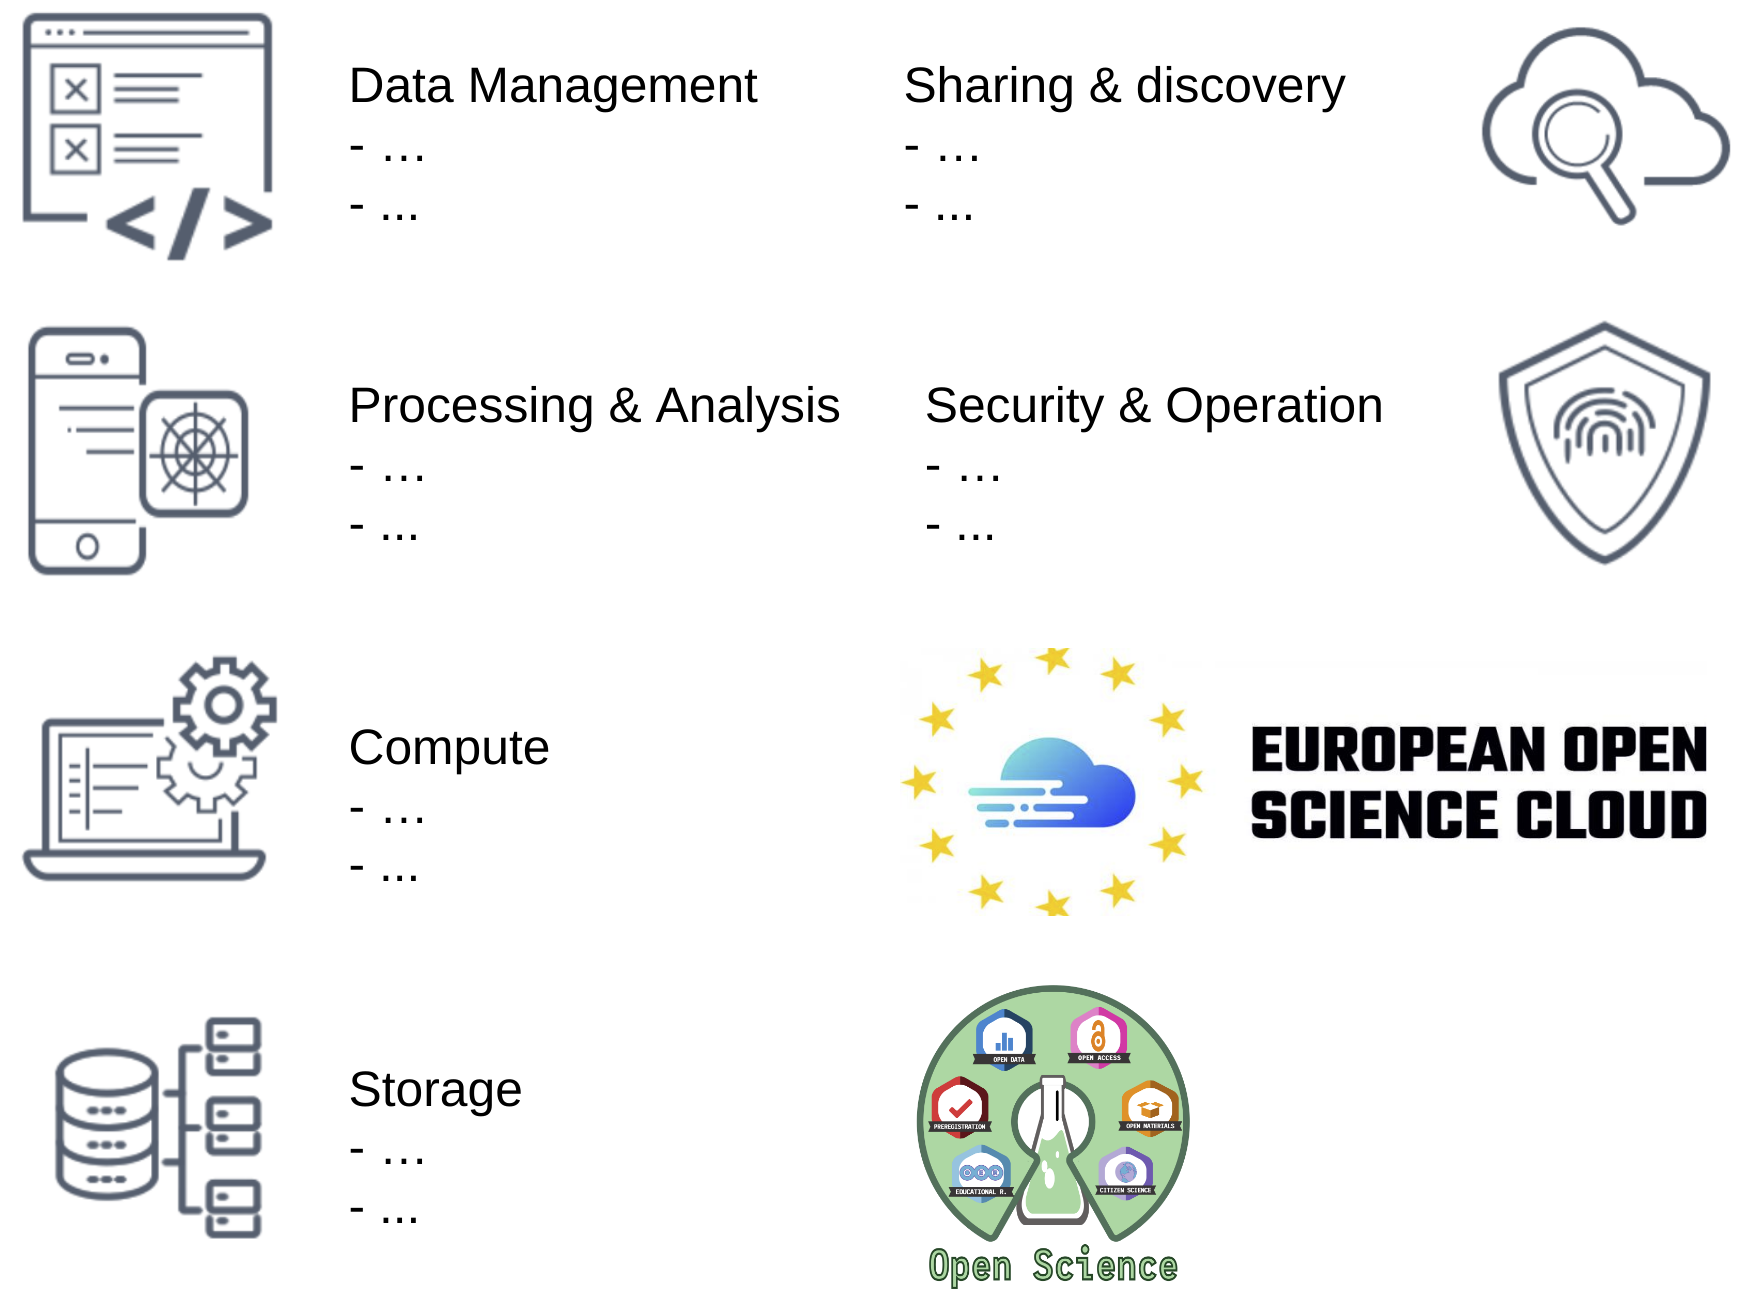 Data Management
- …
- ...
Sharing & discovery
- …
- ...
Processing & Analysis
- …
- ...
Security & Operation
- …
- ...
Compute
- …
- ...
EUROPEAN OPEN
SCIENCE CLOUD
Storage
- …
- ...
OPEN DATA
OPEN ACCESS
PREREGISTRATION
OPEN MATERIALS
EDUCATIONAL R.
CITIZEN SCIENCE
Open Science